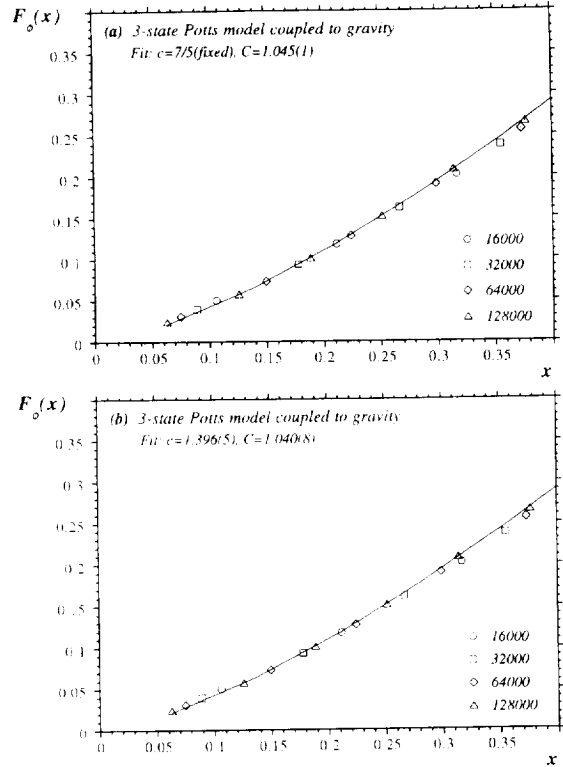 F₀(x)
(a) 3-state Potts model coupled to gravity
Fit: c=7/5(fixed), C=1.045(1)
0.35
0.3
0.25
0.2
0.15
0.1
0.05
0
16000
32000
64000
128000
0 0.05 0.1 0.15 0.2 0.25 0.3 0.35
x
F₀(x)
(b) 3-state Potts model coupled to gravity
Fit: c=1.396(5), C=1.040(8)
0.35
0.3
0.25
0.2
0.15
0.1
0.05
0
16000
32000
64000
128000
0 0.05 0.1 0.15 0.2 0.25 0.3 0.35
x